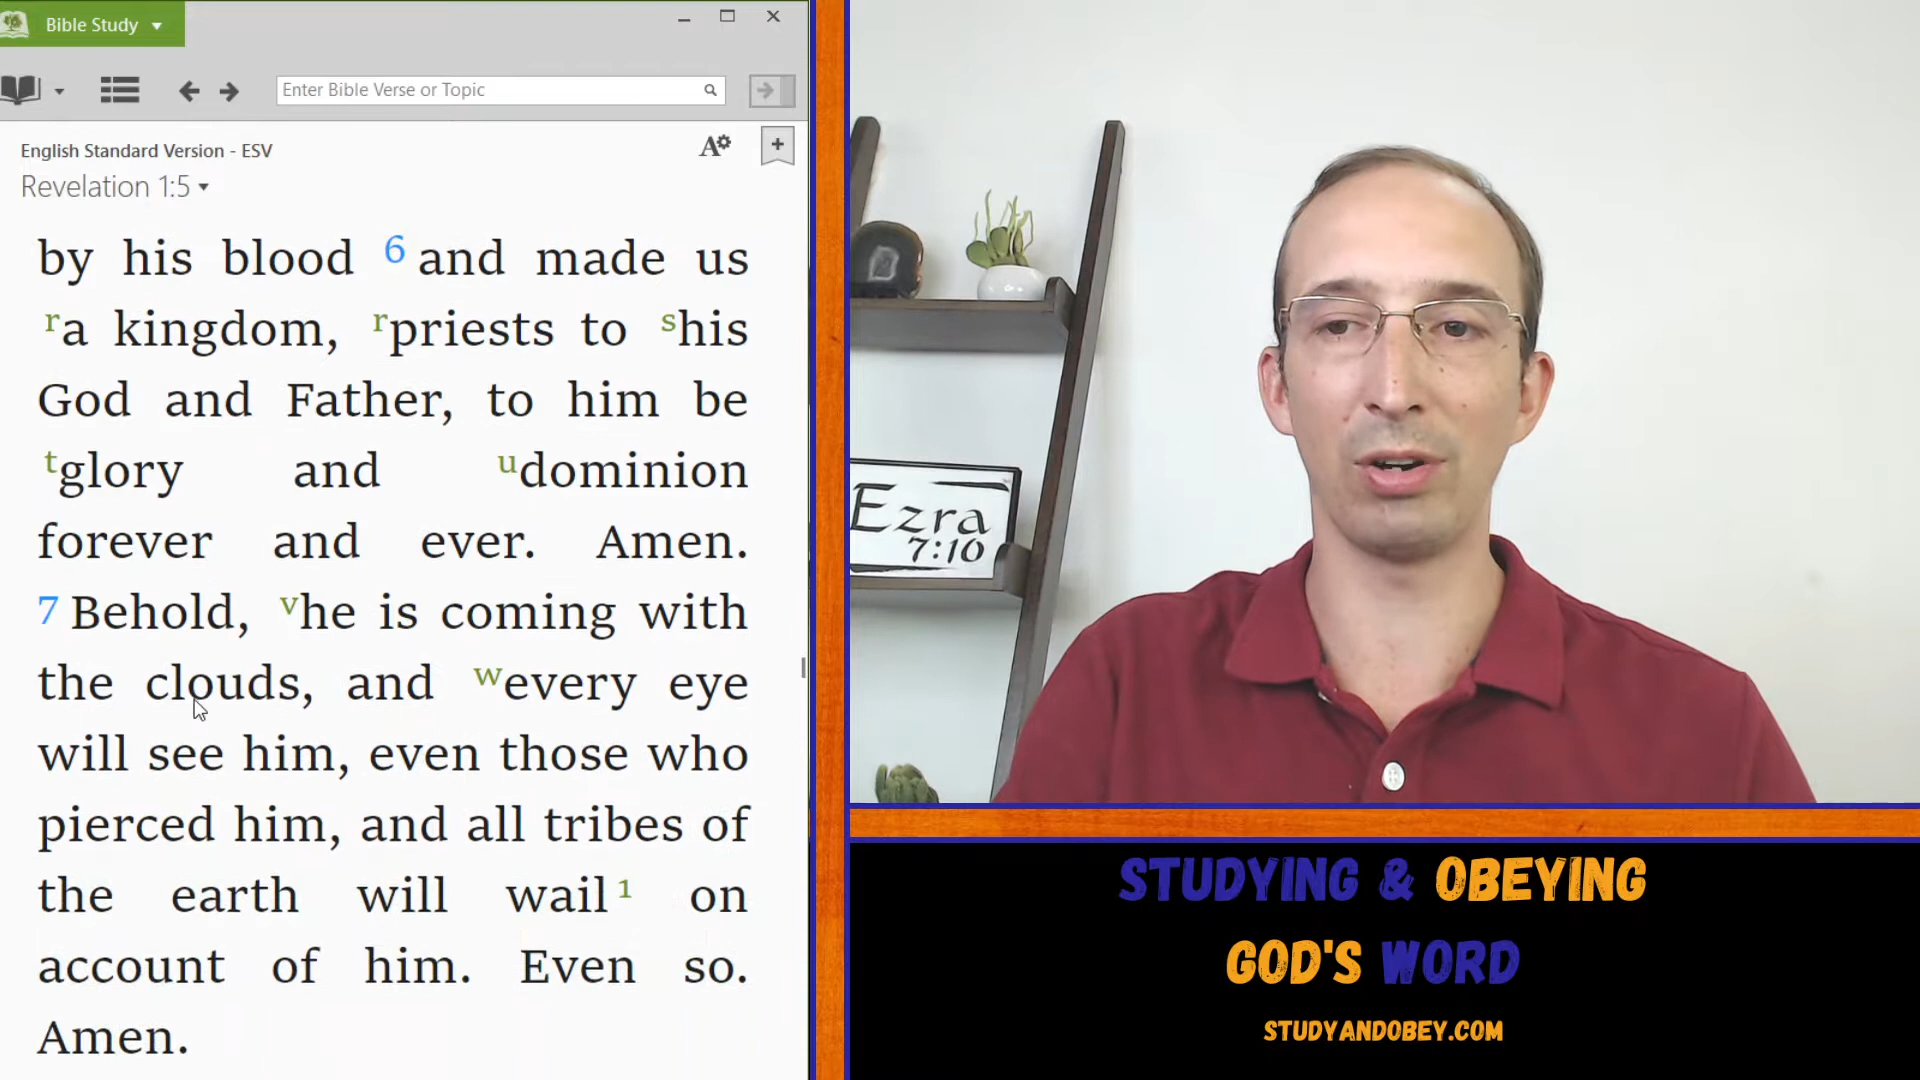 Bible Study
Enter Bible Verse or Topic
English Standard Version - ESV
Revelation 1:5
by his blood 6 and made us
r a kingdom, r priests to s his
God and Father, to him be
t glory and u dominion
forever and ever. Amen.
7 Behold, v he is coming with
the clouds, and w every eye
will see him, even those who
pierced him, and all tribes of
the earth will wail 1 on
account of him. Even so.
Amen.
Ezra
7:10
STUDYING & OBEYING
GOD'S WORD
STUDYANDOBEY.COM